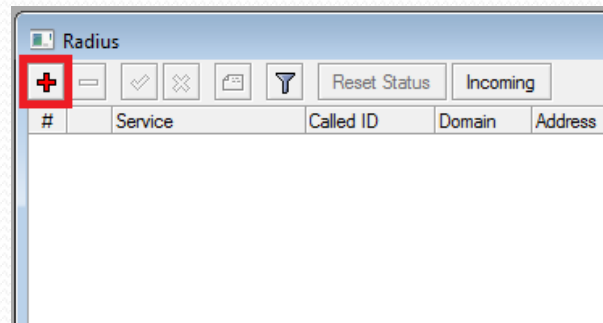 Radius
Reset Status Incoming
# Service Called ID Domain Address